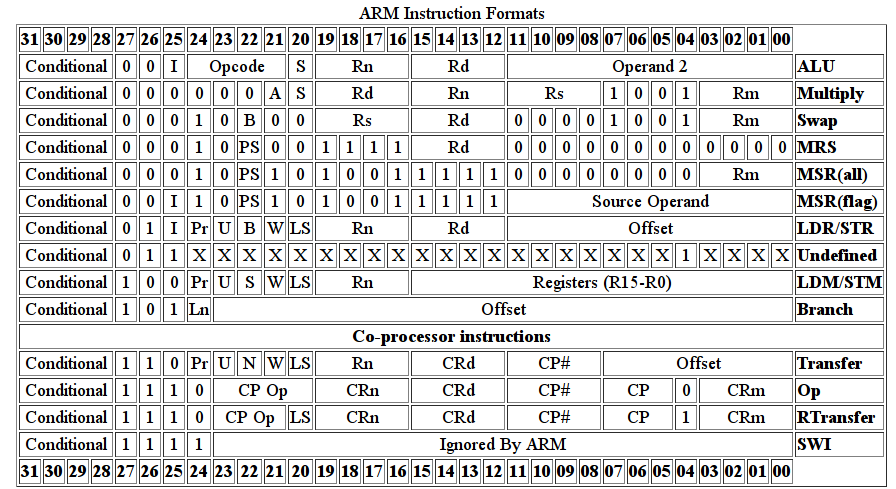 ARM Instruction Formats
31 30 29 28 27 26 25 24 23 22 21 20 19 18 17 16 15 14 13 12 11 10 09 08 07 06 05 04 03 02 01 00
Conditional 0 0 I Opcode S Rn Rd Operand 2 ALU
Conditional 0 0 0 0 0 0 A S Rd Rn Rs 1 0 0 1 Rm Multiply
Conditional 0 0 0 1 0 B 0 0 Rs Rd 0 0 0 0 1 0 0 1 Rm Swap
Conditional 0 0 0 1 0 PS 0 0 1 1 1 1 Rd 0 0 0 0 0 0 0 0 0 0 0 0 MRS
Conditional 0 0 0 1 0 PS 1 0 1 0 0 1 1 1 1 1 0 0 0 0 0 0 0 0 Rm MSR(all)
Conditional 0 0 I 1 0 PS 1 0 1 0 0 1 1 1 1 1 Source Operand MSR(flag)
Conditional 0 1 I Pr U B W LS Rn Rd Offset LDR/STR
Conditional 0 1 1 X X X X X X X X X X X X X X X X X X X X 1 X X X X Undefined
Conditional 1 0 0 Pr U S W LS Rn Registers (R15-R0) LDM/STM
Conditional 1 0 1 Ln Offset Branch
Co-processor instructions
Conditional 1 1 0 Pr U N W LS Rn CRd CP# Offset Transfer
Conditional 1 1 1 0 CP Op CRn CRd CP# CP 0 CRm Op
Conditional 1 1 1 0 CP Op LS CRn CRd CP# CP 1 CRm RTransfer
Conditional 1 1 1 1 Ignored By ARM SWI
31 30 29 28 27 26 25 24 23 22 21 20 19 18 17 16 15 14 13 12 11 10 09 08 07 06 05 04 03 02 01 00